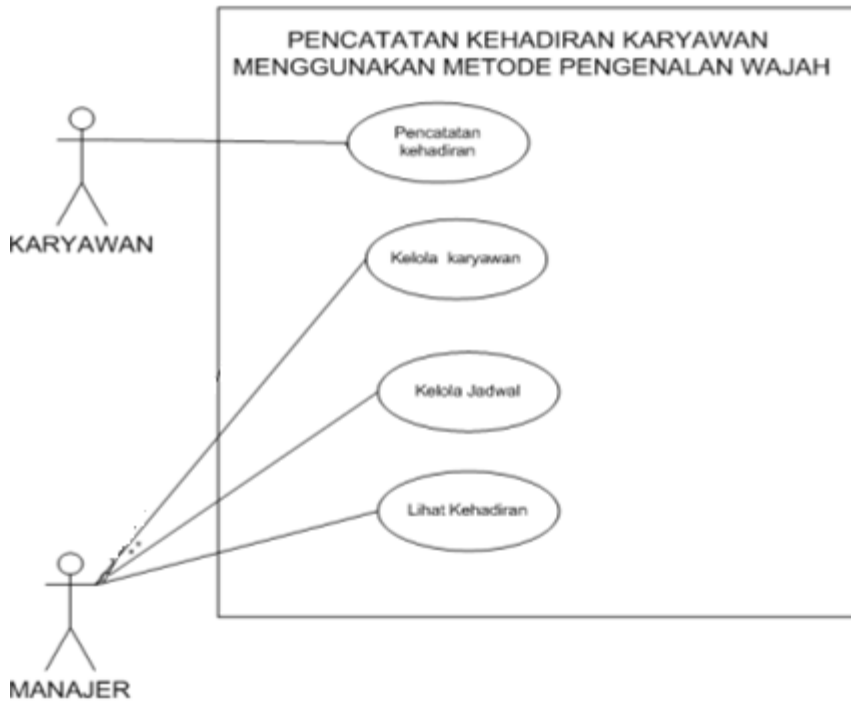 PENCATATAN KEHADIRAN KARYAWAN
MENGGUNAKAN METODE PENGENALAN WAJAH
Pencatatan
kehadiran
KARYAWAN
Kelola karyawan
Kelola Jadwal
Lihat Kehadiran
MANAJER